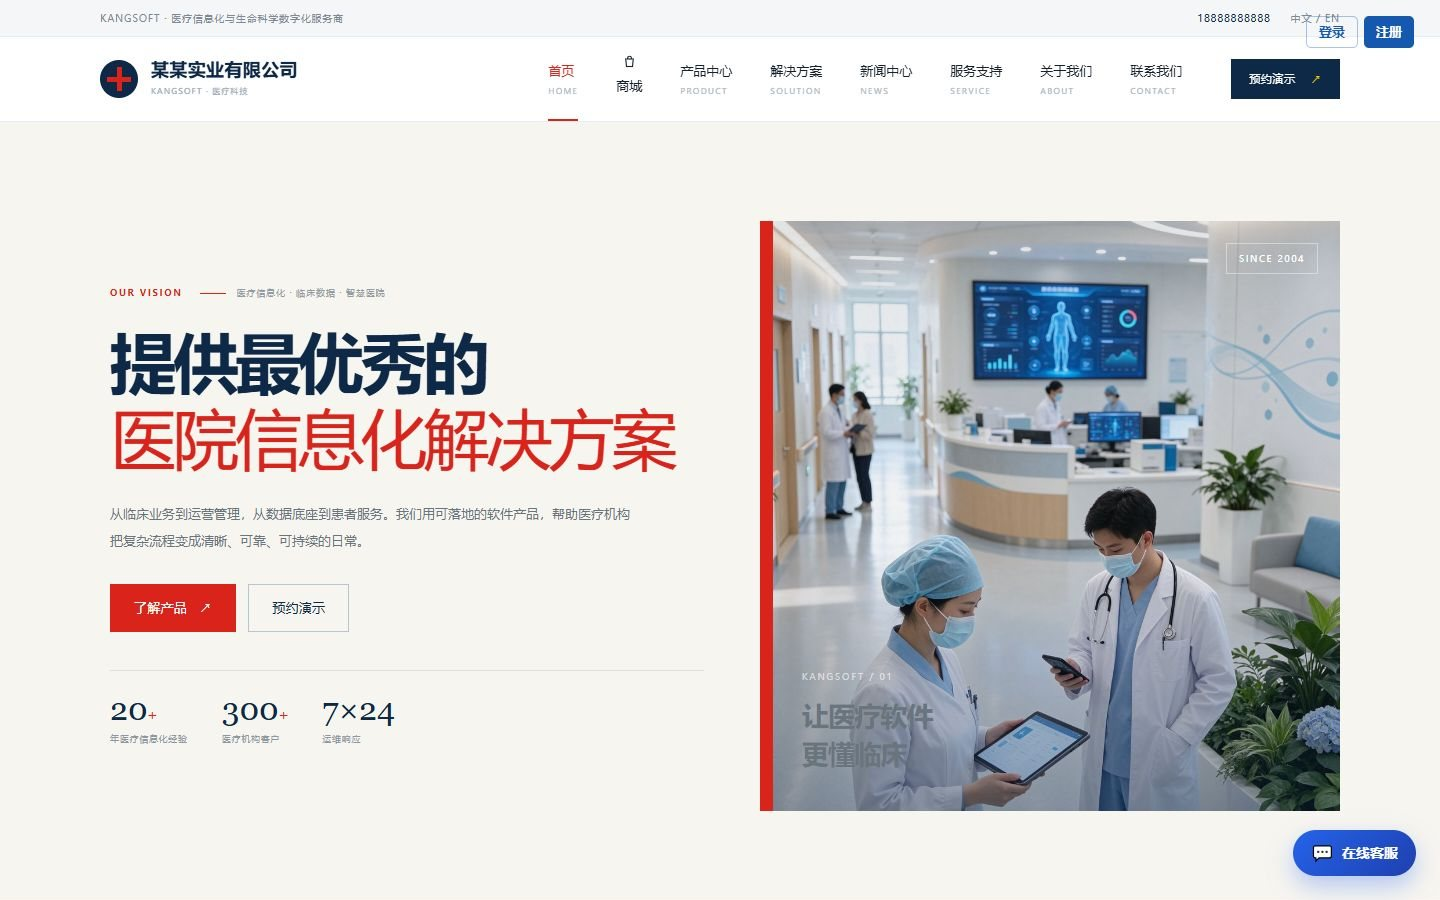 KANGSOFT · 医疗信息化与生命科学数字化服务商
18888888888
中文 / EN
登录
注册
某某实业有限公司
KANGSOFT · 医疗科技
首页
HOME
商城
产品中心
PRODUCT
解决方案
SOLUTION
新闻中心
NEWS
服务支持
SERVICE
关于我们
ABOUT
联系我们
CONTACT
预约演示 ↗
SINCE 2004
OUR VISION
医疗信息化 · 临床数据 · 智慧医院
提供最优秀的
医院信息化解决方案
从临床业务到运营管理，从数据底座到患者服务。我们用可落地的软件产品，帮助医疗机构
把复杂流程变成清晰、可靠、可持续的日常。
了解产品 ↗
预约演示
20+
年医疗信息化经验
300+
医疗机构客户
7×24
运维响应
KANGSOFT / 01
让医疗软件
更懂临床
在线客服